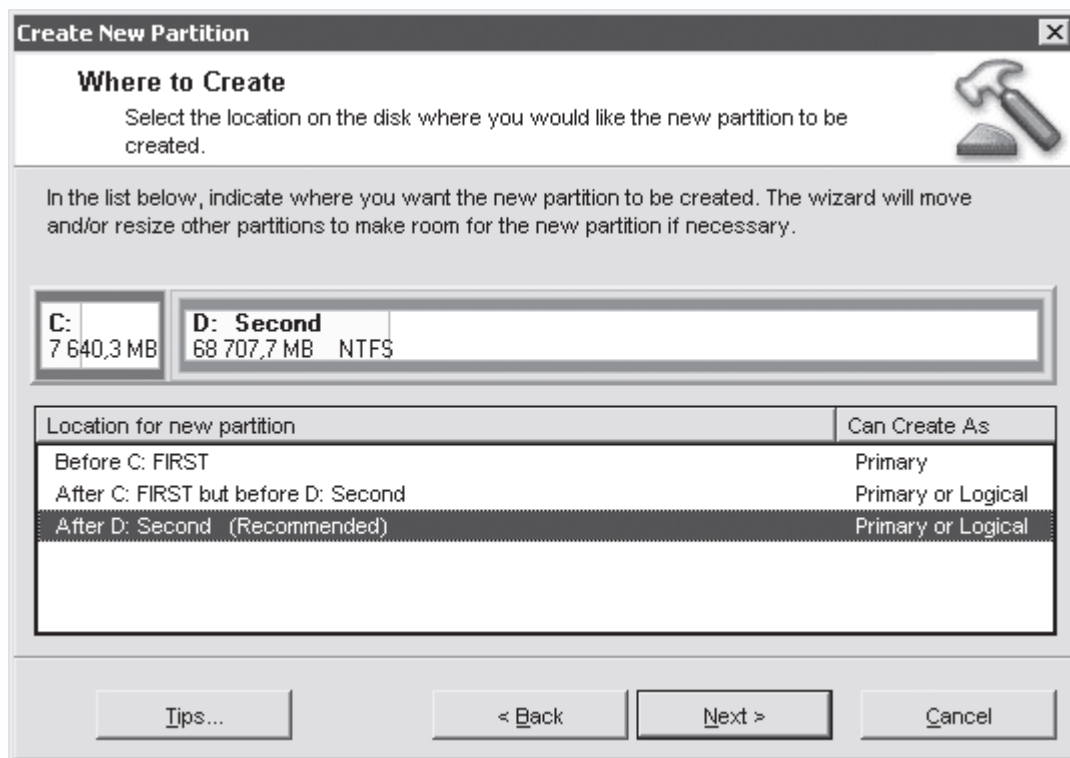 Create New Partition
Where to Create
Select the location on the disk where you would like the new partition to be
created.
In the list below, indicate where you want the new partition to be created. The wizard will move
and/or resize other partitions to make room for the new partition if necessary.
C:
7 640,3 MB
D: Second
68 707,7 MB NTFS
Location for new partition Can Create As
Before C: FIRST Primary
After C: FIRST but before D: Second Primary or Logical
After D: Second (Recommended) Primary or Logical
Tips... < Back Next > Cancel